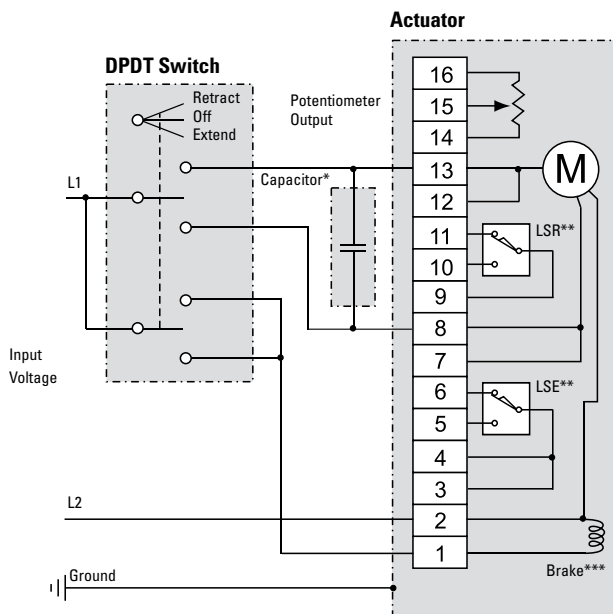 Actuator
DPDT Switch
Retract
Off
Extend
Potentiometer
Output
16
15
14
13
12
11
10
9
8
7
6
5
4
3
2
1
M
L1
Capacitor*
LSR**
Input
Voltage
LSE**
L2
Ground
Brake***